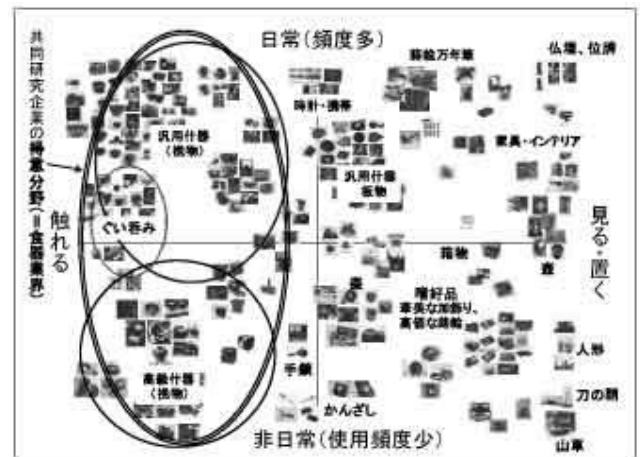 日常(頻度多)
共同研究企業の得意分野(=食器業界)
触れる
見る・置く
非日常(使用頻度少)
蒔絵万年筆
仏壇、位牌
時計・携帯
汎用什器
(挽物)
家具・インテリア
汎用什器
板物
ぐい呑み
箱物
壺
嗜好品
華美な加飾り、
高価な蒔絵
高級什器
(挽物)
手鏡
人形
かんざし
刀の鞘
山車